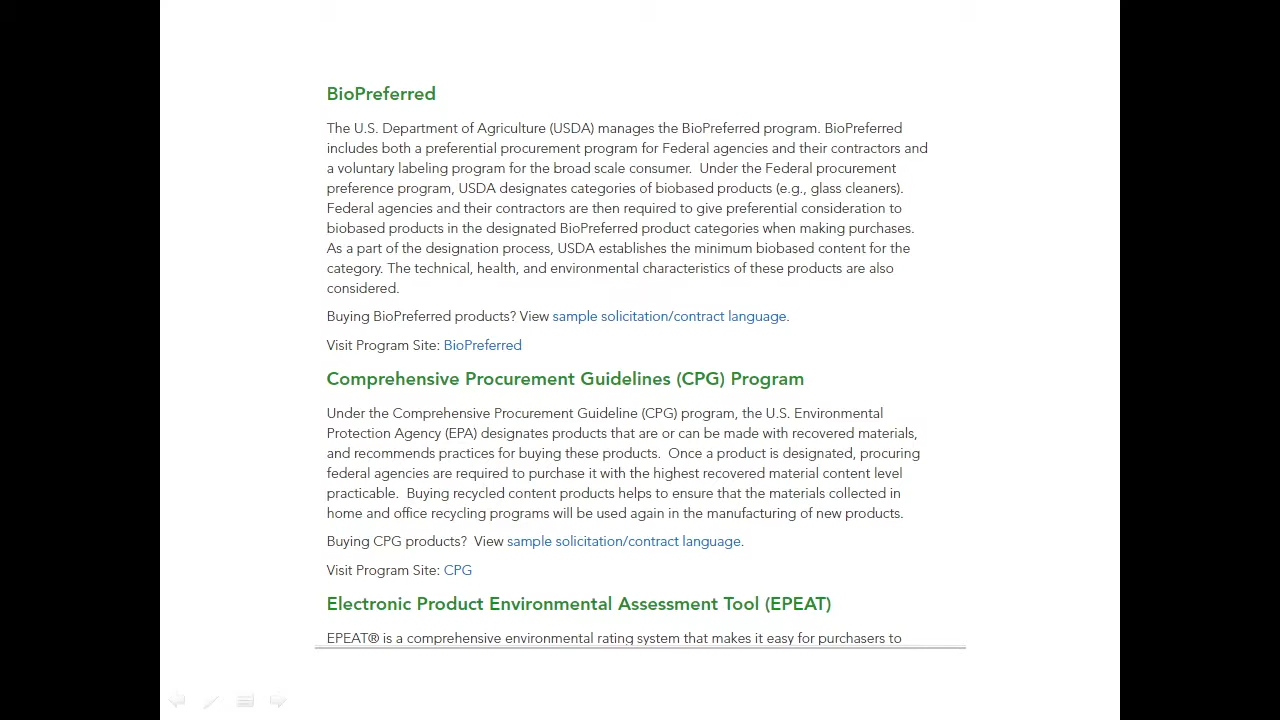 BioPreferred
The U.S. Department of Agriculture (USDA) manages the BioPreferred program. BioPreferred
includes both a preferential procurement program for Federal agencies and their contractors and
a voluntary labeling program for the broad scale consumer.  Under the Federal procurement
preference program, USDA designates categories of biobased products (e.g., glass cleaners).
Federal agencies and their contractors are then required to give preferential consideration to
biobased products in the designated BioPreferred product categories when making purchases.
As a part of the designation process, USDA establishes the minimum biobased content for the
category. The technical, health, and environmental characteristics of these products are also
considered.
Buying BioPreferred products? View sample solicitation/contract language.
Visit Program Site: BioPreferred
Comprehensive Procurement Guidelines (CPG) Program
Under the Comprehensive Procurement Guideline (CPG) program, the U.S. Environmental
Protection Agency (EPA) designates products that are or can be made with recovered materials,
and recommends practices for buying these products.  Once a product is designated, procuring
federal agencies are required to purchase it with the highest recovered material content level
practicable.  Buying recycled content products helps to ensure that the materials collected in
home and office recycling programs will be used again in the manufacturing of new products.
Buying CPG products?  View sample solicitation/contract language.
Visit Program Site: CPG
Electronic Product Environmental Assessment Tool (EPEAT)
EPEAT® is a comprehensive environmental rating system that makes it easy for purchasers to